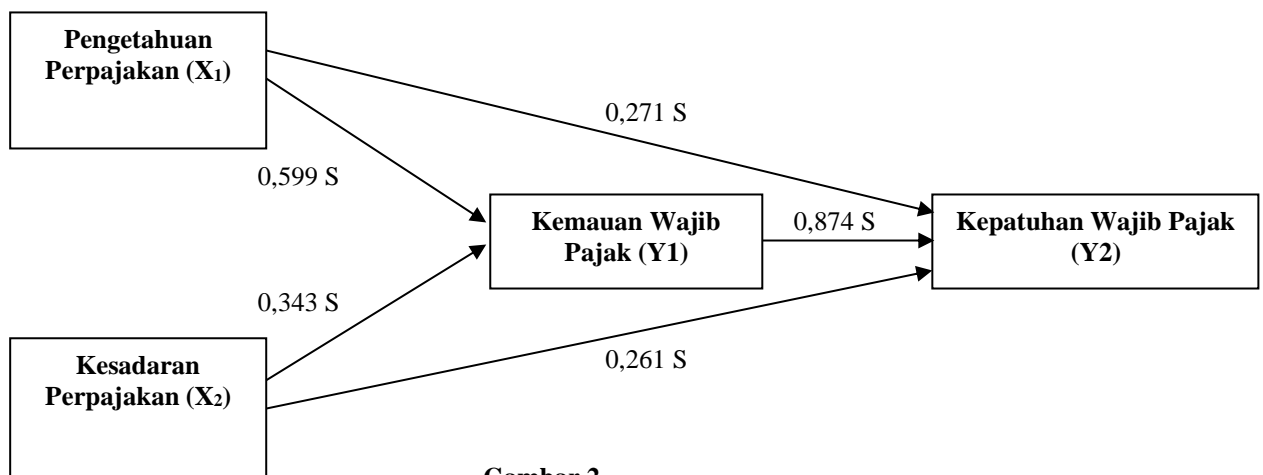 Pengetahuan
Perpajakan (X₁)
0,271 S
0,599 S
Kemauan Wajib
Pajak (Y1)
0,874 S
Kepatuhan Wajib Pajak
(Y2)
0,343 S
Kesadaran
Perpajakan (X₂)
0,261 S
Gambar 2